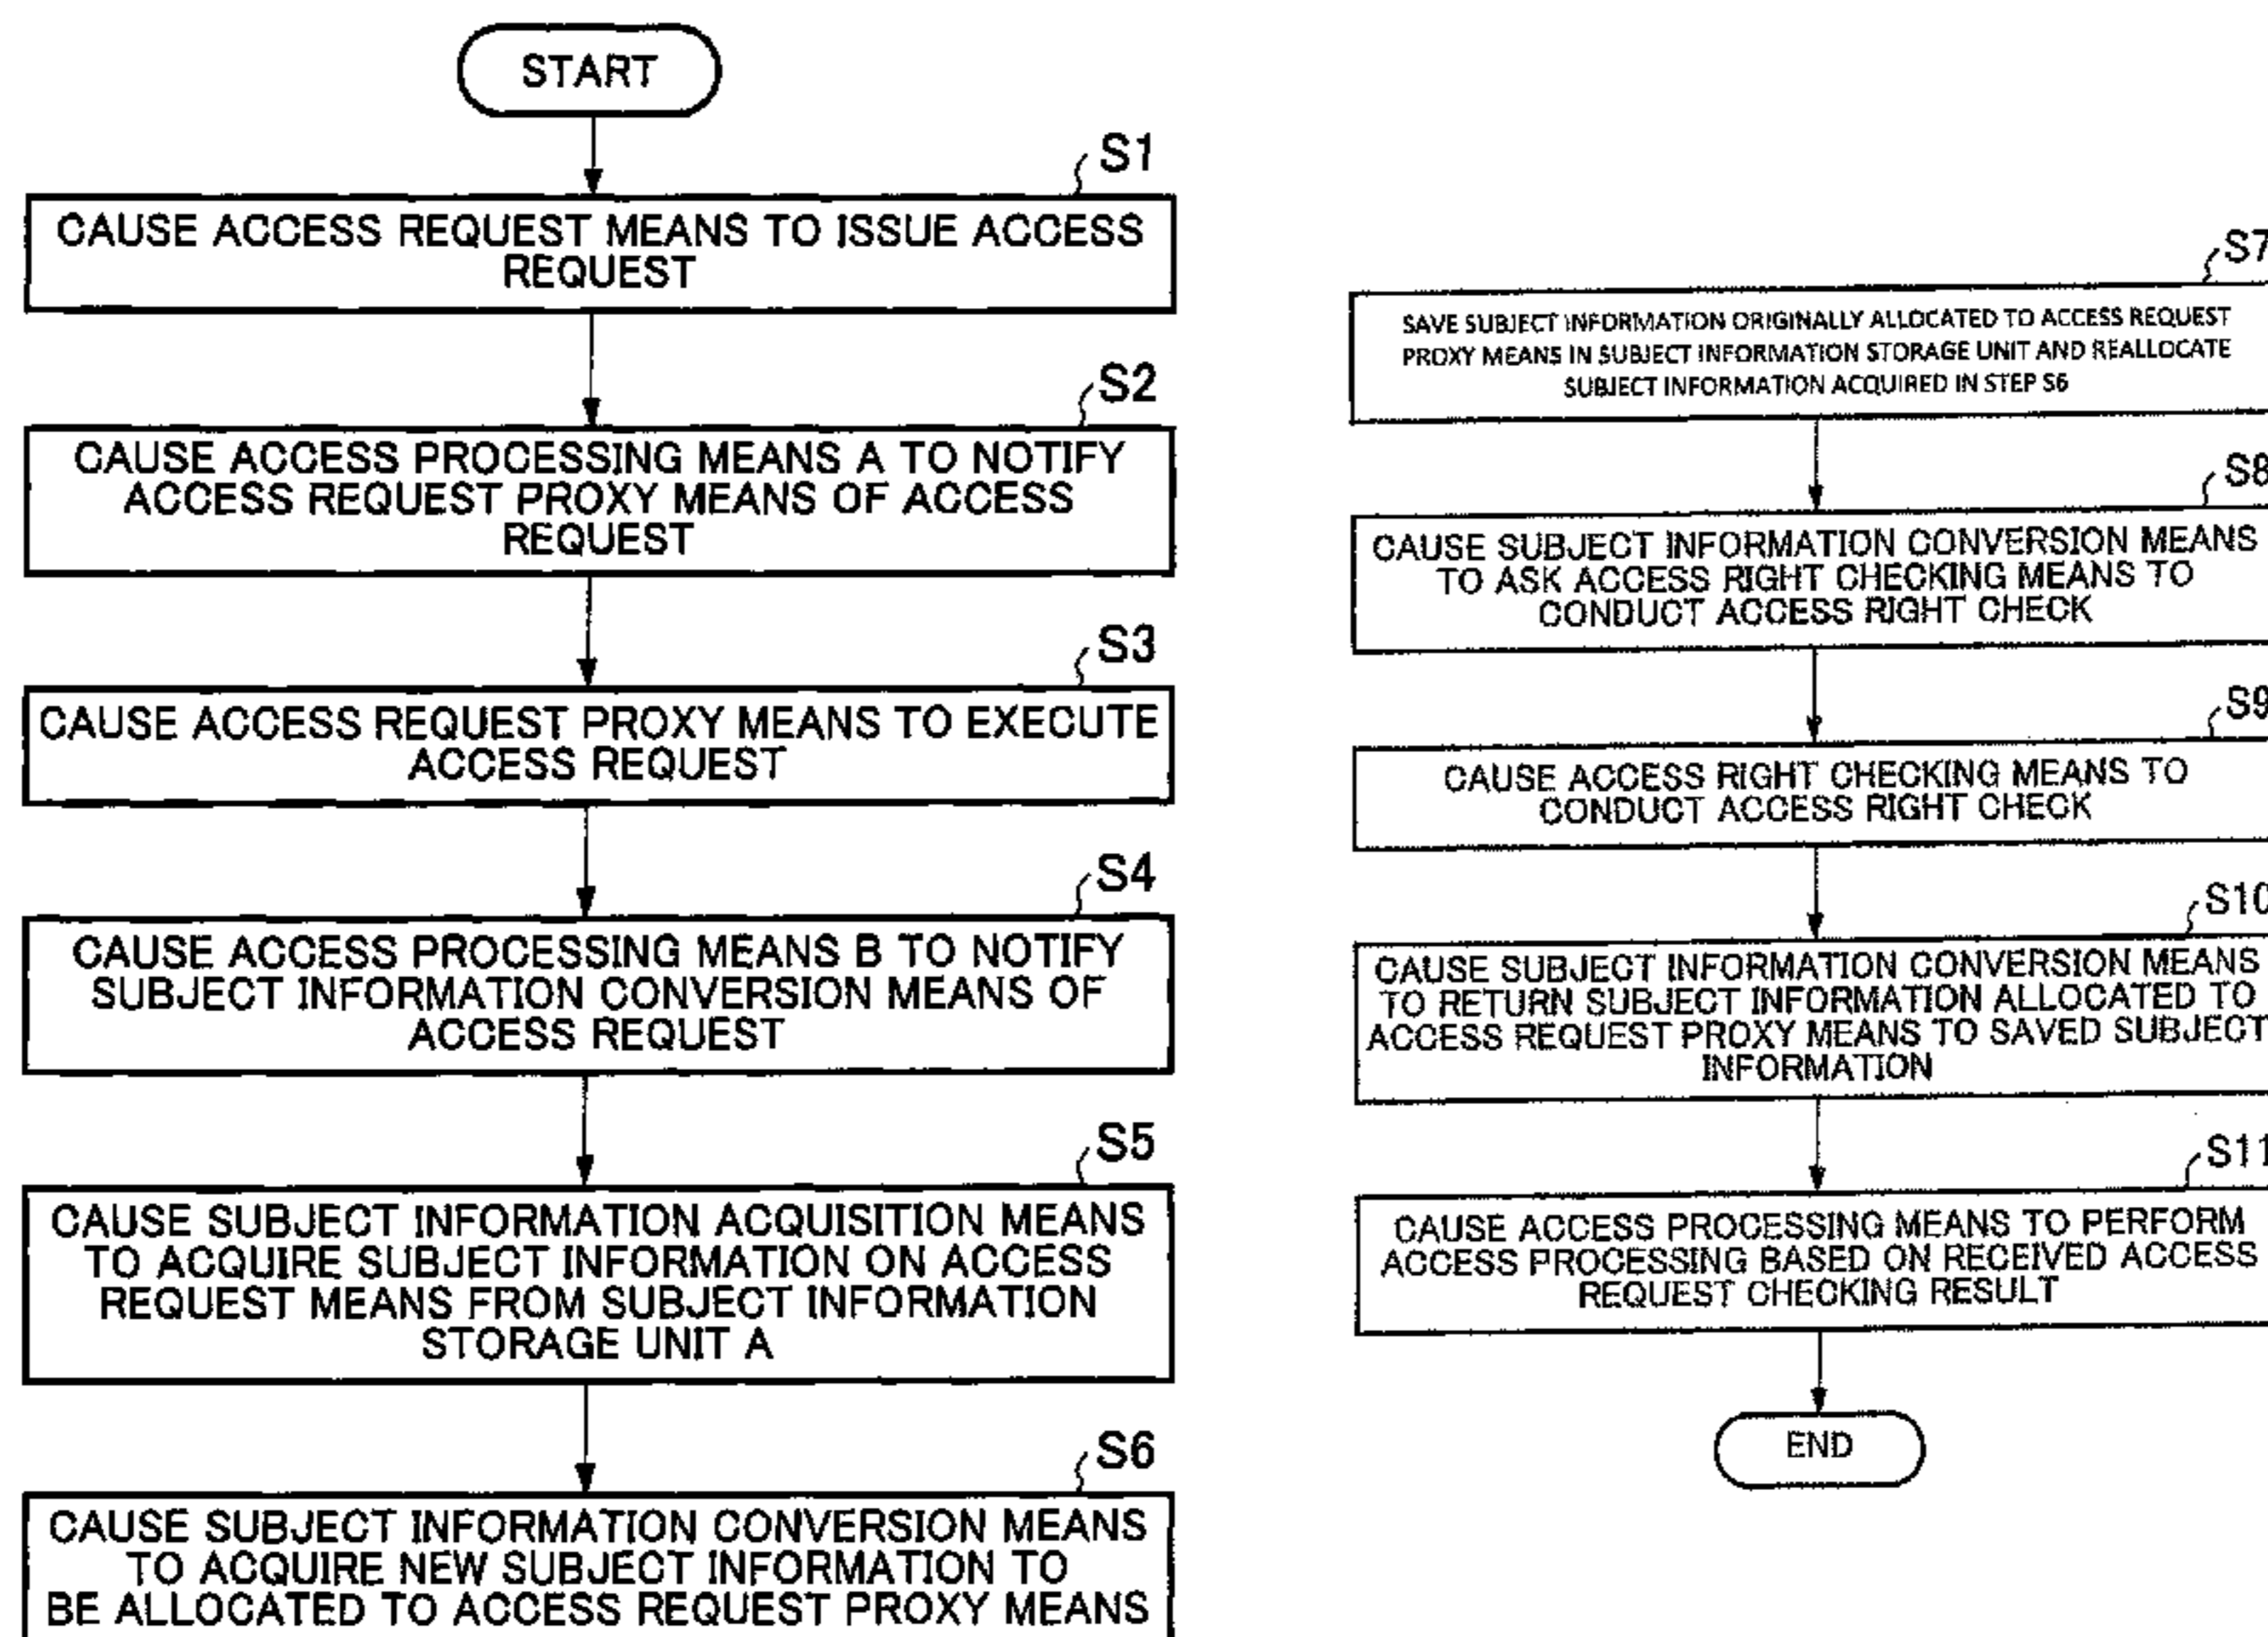 START
S1
CAUSE ACCESS REQUEST MEANS TO ISSUE ACCESS
REQUEST
S2
CAUSE ACCESS PROCESSING MEANS A TO NOTIFY
ACCESS REQUEST PROXY MEANS OF ACCESS
REQUEST
S3
CAUSE ACCESS REQUEST PROXY MEANS TO EXECUTE
ACCESS REQUEST
S4
CAUSE ACCESS PROCESSING MEANS B TO NOTIFY
SUBJECT INFORMATION CONVERSION MEANS OF
ACCESS REQUEST
S5
CAUSE SUBJECT INFORMATION ACQUISITION MEANS
TO ACQUIRE SUBJECT INFORMATION ON ACCESS
REQUEST MEANS FROM SUBJECT INFORMATION
STORAGE UNIT A
S6
CAUSE SUBJECT INFORMATION CONVERSION MEANS
TO ACQUIRE NEW SUBJECT INFORMATION TO
BE ALLOCATED TO ACCESS REQUEST PROXY MEANS
S7
SAVE SUBJECT INFORMATION ORIGINALLY ALLOCATED TO ACCESS REQUEST
PROXY MEANS IN SUBJECT INFORMATION STORAGE UNIT AND REALLOCATE
SUBJECT INFORMATION ACQUIRED IN STEP S6
S8
CAUSE SUBJECT INFORMATION CONVERSION MEANS
TO ASK ACCESS RIGHT CHECKING MEANS TO
CONDUCT ACCESS RIGHT CHECK
S9
CAUSE ACCESS RIGHT CHECKING MEANS TO
CONDUCT ACCESS RIGHT CHECK
S10
CAUSE SUBJECT INFORMATION CONVERSION MEANS
TO RETURN SUBJECT INFORMATION ALLOCATED TO
ACCESS REQUEST PROXY MEANS TO SAVED SUBJECT
INFORMATION
S11
CAUSE ACCESS PROCESSING MEANS TO PERFORM
ACCESS PROCESSING BASED ON RECEIVED ACCESS
REQUEST CHECKING RESULT
END